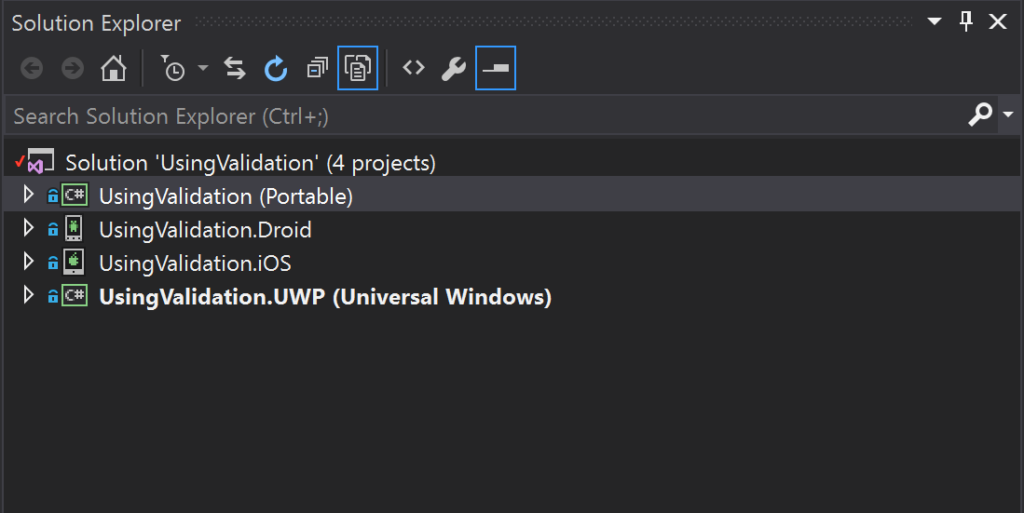 Solution Explorer
Search Solution Explorer (Ctrl+;)
Solution 'UsingValidation' (4 projects)
C# UsingValidation (Portable)
UsingValidation.Droid
UsingValidation.iOS
C# UsingValidation.UWP (Universal Windows)